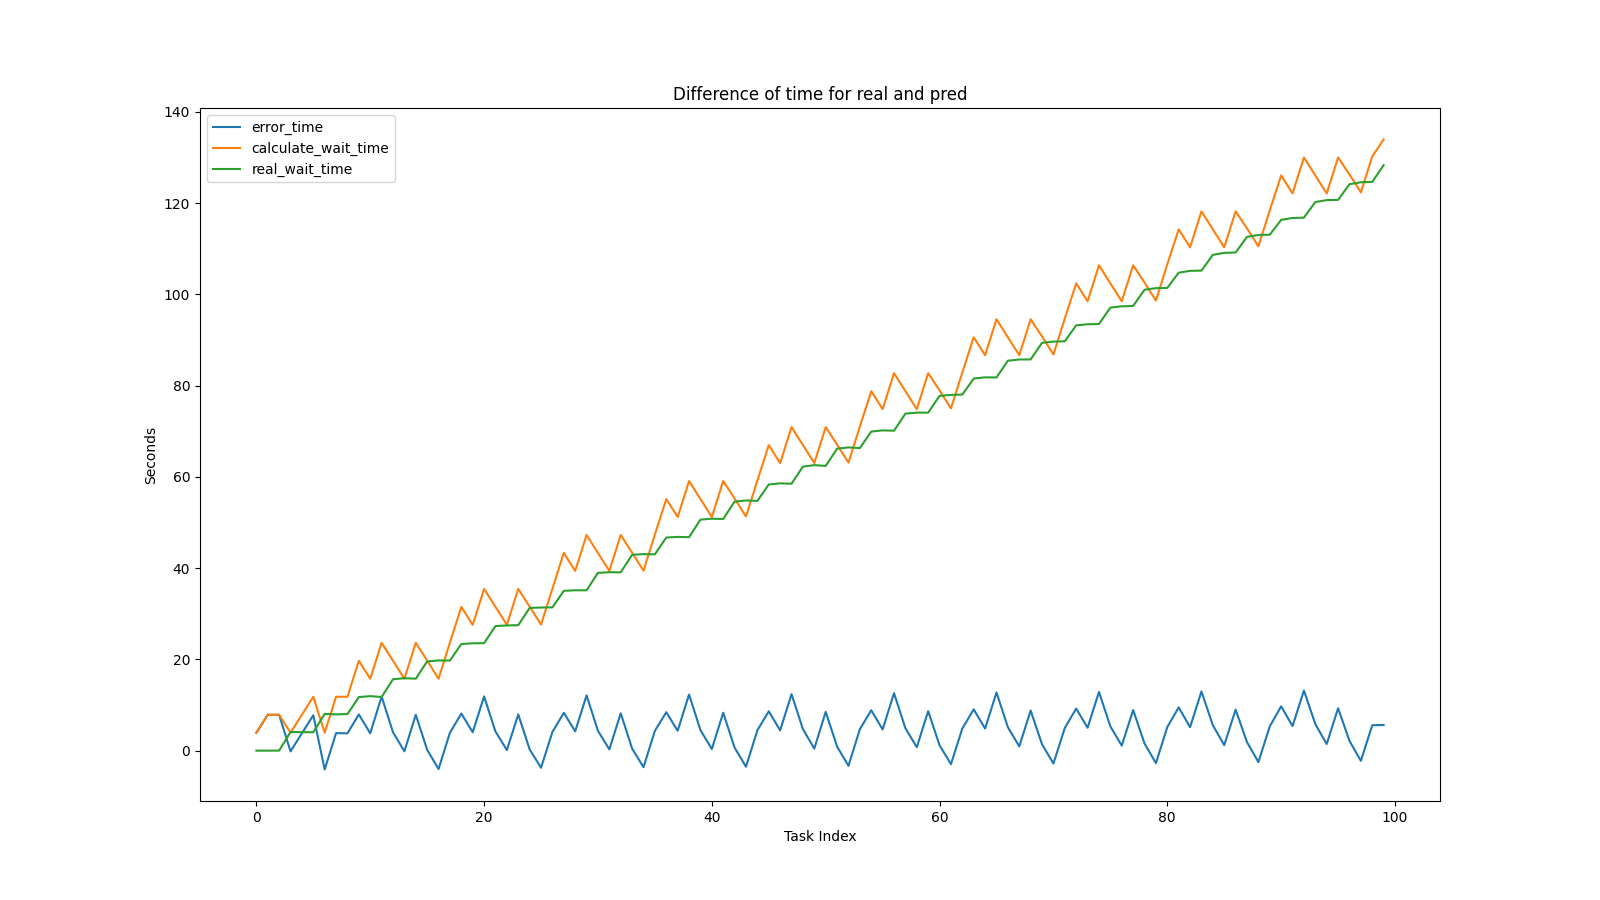 Difference of time for real and pred
error_time
calculate_wait_time
real_wait_time
140
120
100
80
60
40
20
0
Seconds
0 20 40 60 80 100
Task Index